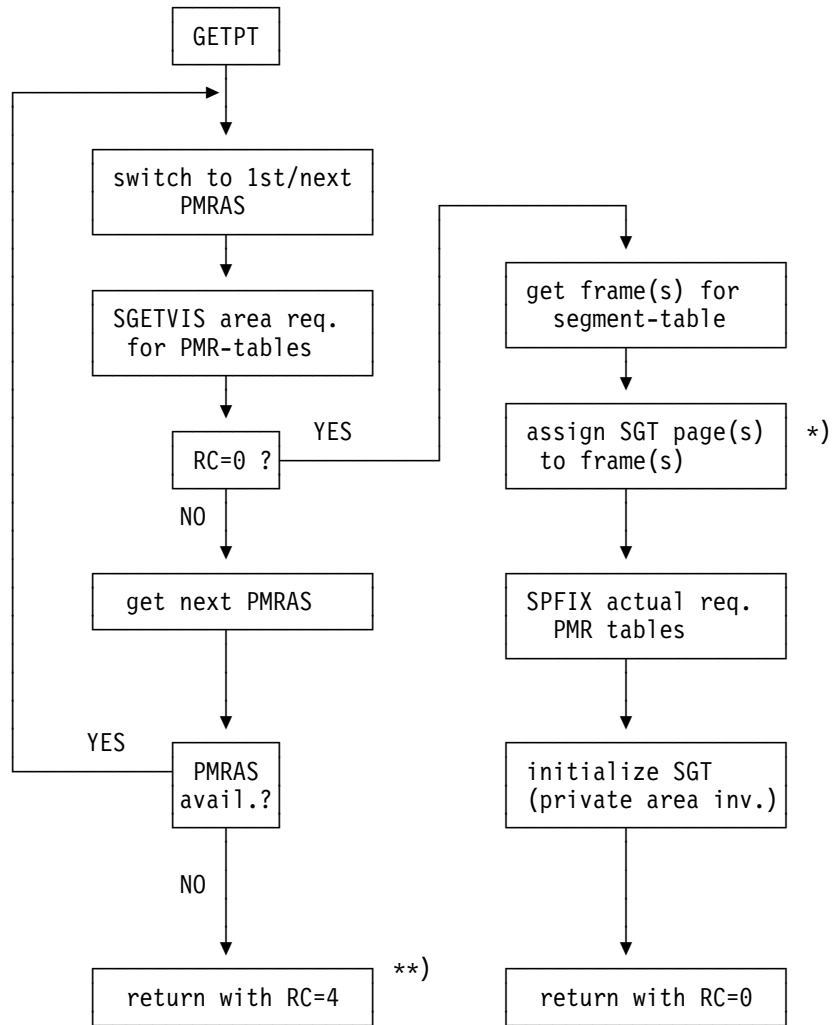 GETPT
switch to 1st/next
PMRAS
SGETVIS area req.
for PMR-tables
RC=0 ?
YES
NO
get next PMRAS
YES
PMRAS
avail.?
NO
return with RC=4
**)
get frame(s) for
segment-table
assign SGT page(s)
to frame(s)
*)
SPFIX actual req.
PMR tables
initialize SGT
(private area inv.)
return with RC=0